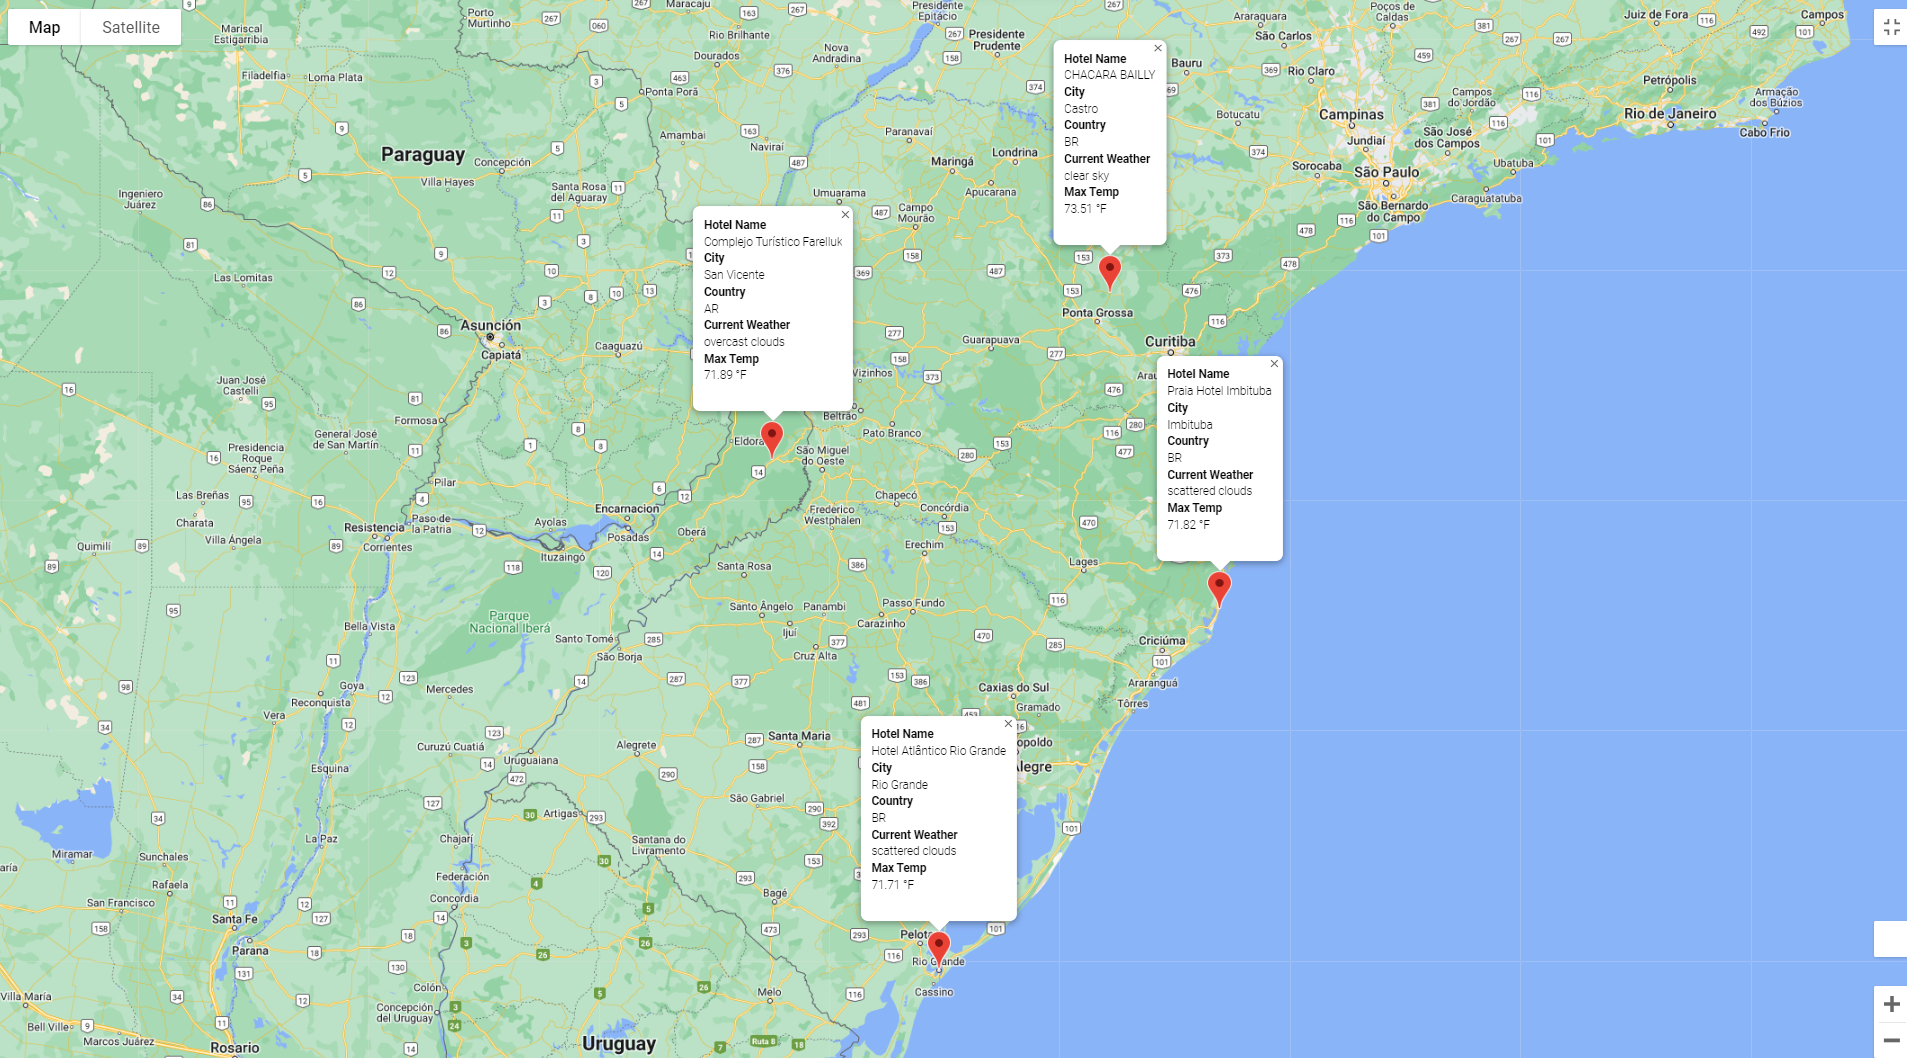 Map
Satellite
Hotel Name
CHACARA BAILLY
City
Castro
Country
BR
Current Weather
clear sky
Max Temp
73.51 °F
Hotel Name
Complejo Turístico Farelluk
City
San Vicente
Country
AR
Current Weather
overcast clouds
Max Temp
71.89 °F
Hotel Name
Praia Hotel Imbituba
City
Imbituba
Country
BR
Current Weather
scattered clouds
Max Temp
71.82 °F
Hotel Name
Hotel Atlântico Rio Grande
City
Rio Grande
Country
BR
Current Weather
scattered clouds
Max Temp
71.71 °F
Mariscal
Estigarribia
Porto
Murtinho
Maracaju
Rio Brilhante
Dourados
Nova
Andradina
Presidente
Epitácio
Presidente
Prudente
Araraquara
São Carlos
Poços de
Caldas
Juiz de Fora
Campos
Filadelfia
Loma Plata
Ponta Porã
Bauru
Rio Claro
Petrópolis
Campos
do Jordão
Armação
dos Búzios
Botucatu
Campinas
Rio de Janeiro
Cabo Frio
Amambai
Naviraí
Paranavaí
Jundiaí
São José
dos Campos
Paraguay
Concepción
Maringá
Londrina
Sorocaba
São Paulo
Ubatuba
Villa Hayes
Santa Rosa
del Aguaray
Umuarama
Apucarana
Caraguatatuba
Ingeniero
Juárez
Campo
Mourão
São Bernardo
do Campo
Las Lomitas
Asunción
Capiatá
Caaguazú
Guarapuava
Ponta Grossa
Curitiba
Juan José
Castelli
Vizinhos
Formosa
Beltrão
General José
de San Martín
Pato Branco
Presidencia
Roque
Sáenz Peña
São Miguel
do Oeste
Pilar
Las Breñas
Charata
Villa Ángela
Resistencia
Corrientes
Paso de
la Patria
Ayolas
Encarnación
Posadas
Oberá
Ituzaingó
Chapecó
Concórdia
Frederico
Westphalen
Quimilí
Erechim
Santa Rosa
Lages
Parque
Nacional Iberá
Santo Ângelo
Panambi
Passo Fundo
Carazinho
Ijuí
Bella Vista
Santo Tomé
São Borja
Cruz Alta
Criciúma
Araranguá
Tôrres
Goya
Reconquista
Mercedes
Vera
Caxias do Sul
Gramado
Curuzú Cuatiá
Uruguaiana
Alegrete
Santa Maria
Esquina
São Gabriel
Artigas
La Paz
Chajarí
Santana do
Livramento
Miramar
Sunchales
Rafaela
Federación
Concordia
Bagé
San Francisco
Santa Fe
Parana
Rio Grande
Cassino
Colón
Melo
Villa María
Concepción
del Uruguay
Bell Ville
Marcos Juárez
Rosario
Uruguay
Ruta 8